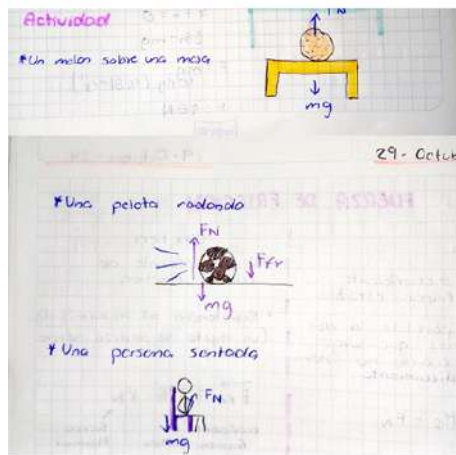 Actividad
FN
*Un melon sobre una mesa
mg
29-Octub
*Una pelota rodando
FN
Ffr
mg
*Una persona sentada
FN
mg